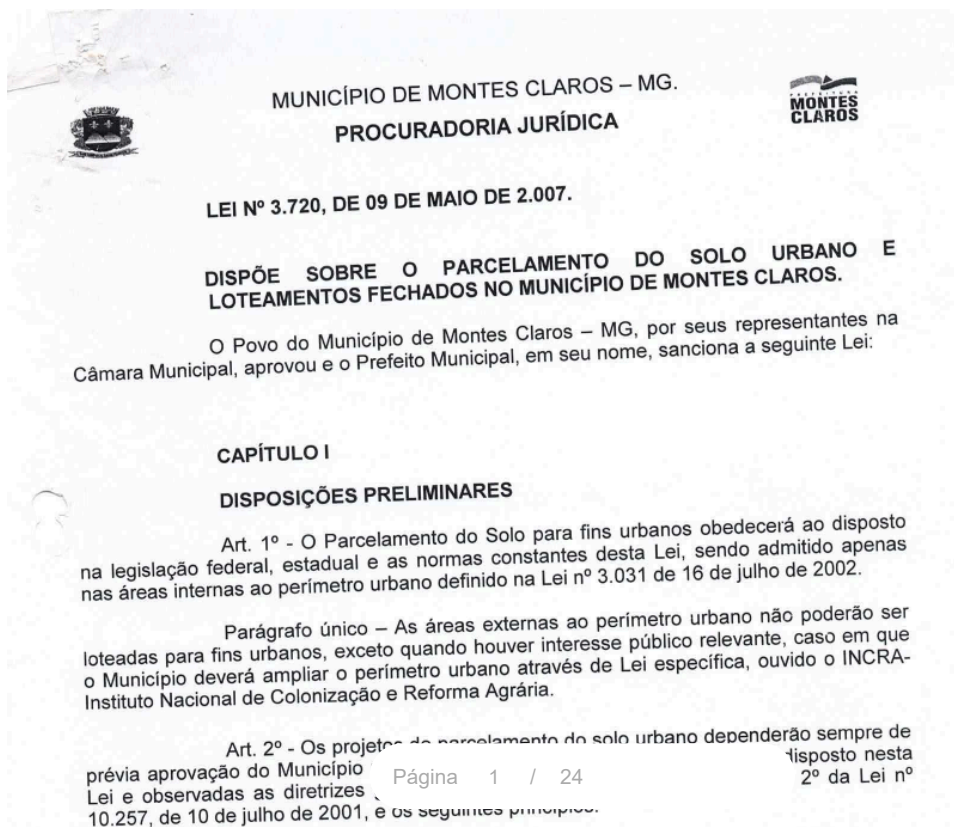 MUNICÍPIO DE MONTES CLAROS – MG.
PROCURADORIA JURÍDICA
PREFEITURA
MONTES
CLAROS
LEI Nº 3.720, DE 09 DE MAIO DE 2.007.
DISPÕE SOBRE O PARCELAMENTO DO SOLO URBANO E
LOTEAMENTOS FECHADOS NO MUNICÍPIO DE MONTES CLAROS.
O Povo do Município de Montes Claros – MG, por seus representantes na
Câmara Municipal, aprovou e o Prefeito Municipal, em seu nome, sanciona a seguinte Lei:
CAPÍTULO I
DISPOSIÇÕES PRELIMINARES
Art. 1º - O Parcelamento do Solo para fins urbanos obedecerá ao disposto
na legislação federal, estadual e as normas constantes desta Lei, sendo admitido apenas
nas áreas internas ao perímetro urbano definido na Lei nº 3.031 de 16 de julho de 2002.
Parágrafo único – As áreas externas ao perímetro urbano não poderão ser
loteadas para fins urbanos, exceto quando houver interesse público relevante, caso em que
o Município deverá ampliar o perímetro urbano através de Lei específica, ouvido o INCRA-
Instituto Nacional de Colonização e Reforma Agrária.
Art. 2º - Os projetos de parcelamento do solo urbano dependerão sempre de
prévia aprovação do Município disposto nesta
Lei e observadas as diretrizes 2º da Lei nº
10.257, de 10 de julho de 2001, e os seguintes princípios:
Página 1 / 24